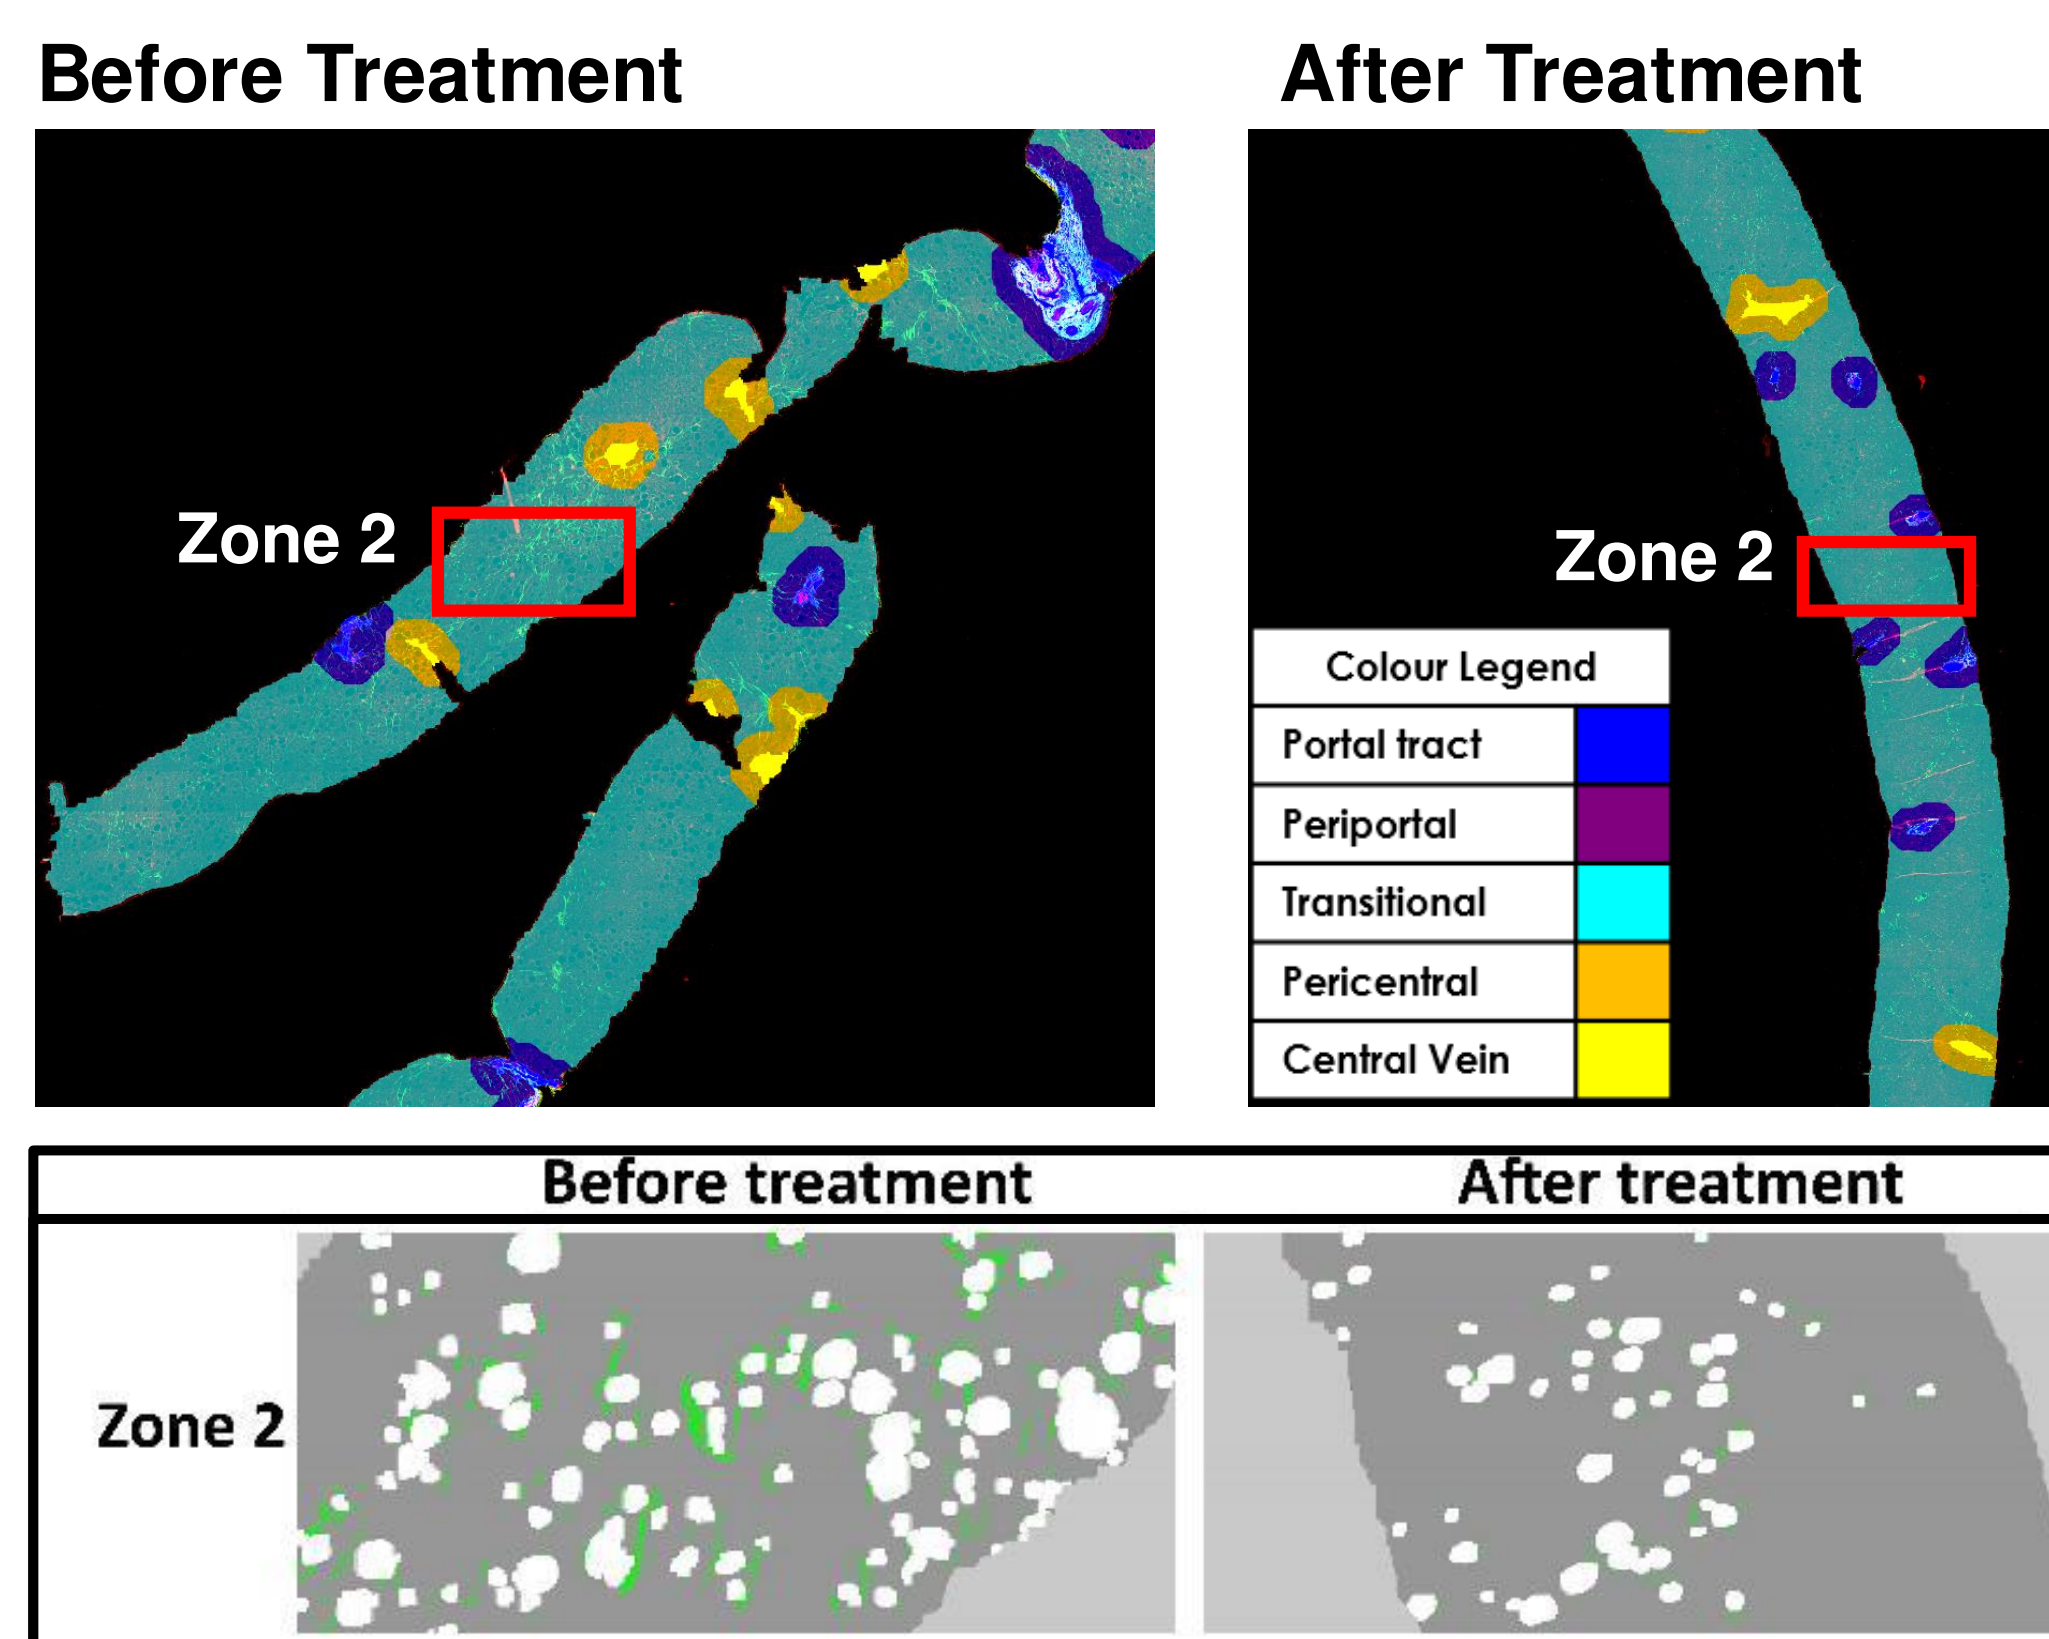 Before Treatment
After Treatment
Zone 2
Zone 2
Colour Legend
Portal tract
Periportal
Transitional
Pericentral
Central Vein
Before treatment
After treatment
Zone 2